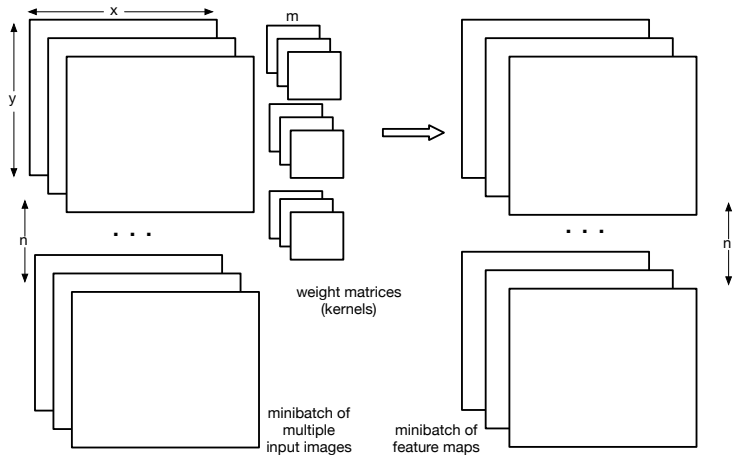 x
m
y
n
. . .
. . .
n
weight matrices
(kernels)
minibatch of
multiple
input images
minibatch of
feature maps